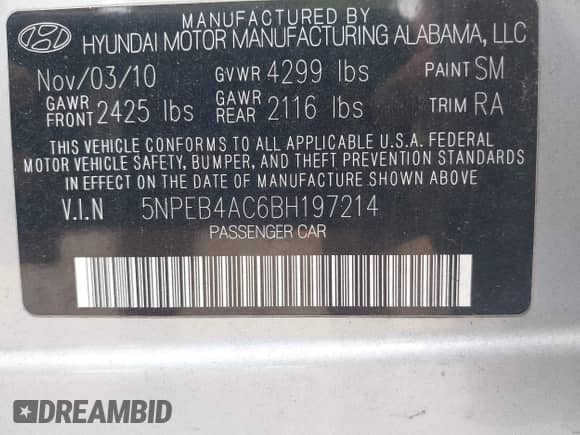 MANUFACTURED BY
HYUNDAI MOTOR MANUFACTURING ALABAMA, LLC
Nov/03/10 GVWR 4299 lbs PAINT SM
GAWR FRONT 2425 lbs GAWR REAR 2116 lbs TRIM RA
THIS VEHICLE CONFORMS TO ALL APPLICABLE U.S.A. FEDERAL
MOTOR VEHICLE SAFETY, BUMPER, AND THEFT PREVENTION STANDARDS
IN EFFECT ON THE DATE OF MANUFACTURE SHOWN ABOVE
V.I.N 5NPEB4AC6BH197214
PASSENGER CAR
DREAMBID